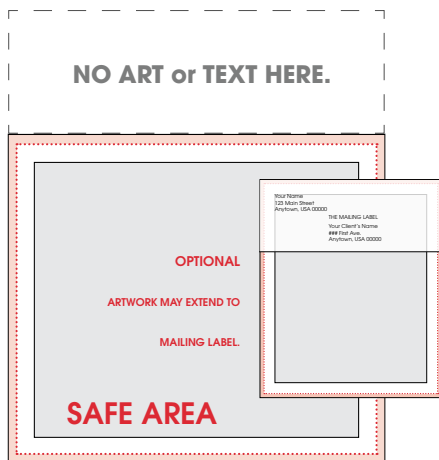 NO ART or TEXT HERE.
Your Name
123 Main Street
Anytown, USA 00000
THE MAILING LABEL
Your Client's Name
### First Ave.
Anytown, USA 00000
OPTIONAL
ARTWORK MAY EXTEND TO
MAILING LABEL.
SAFE AREA